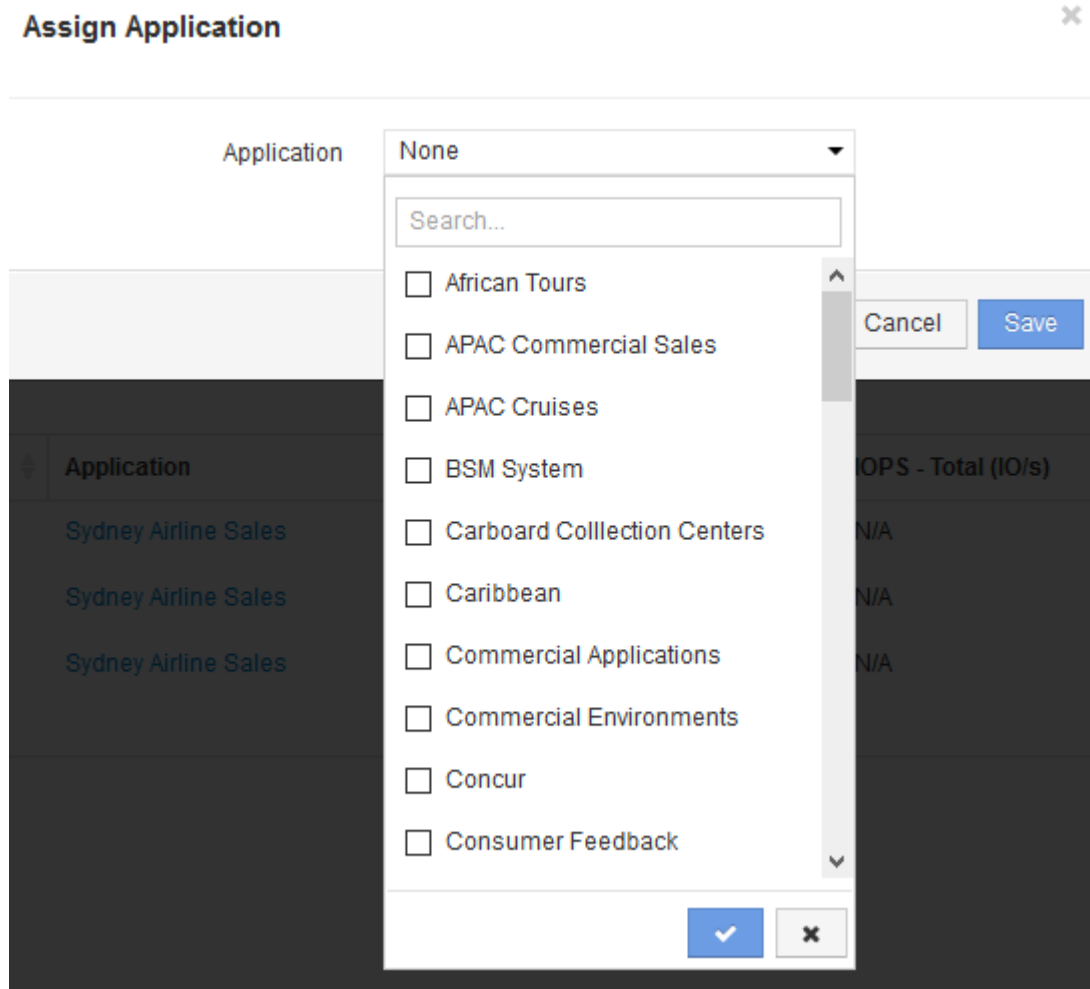 Assign Application
Application
None
Search...
African Tours
APAC Commercial Sales
APAC Cruises
BSM System
Carboard Colllection Centers
Caribbean
Commercial Applications
Commercial Environments
Concur
Consumer Feedback
Cancel
Save
Application
IOPS - Total (IO/s)
Sydney Airline Sales
N/A
Sydney Airline Sales
N/A
Sydney Airline Sales
N/A